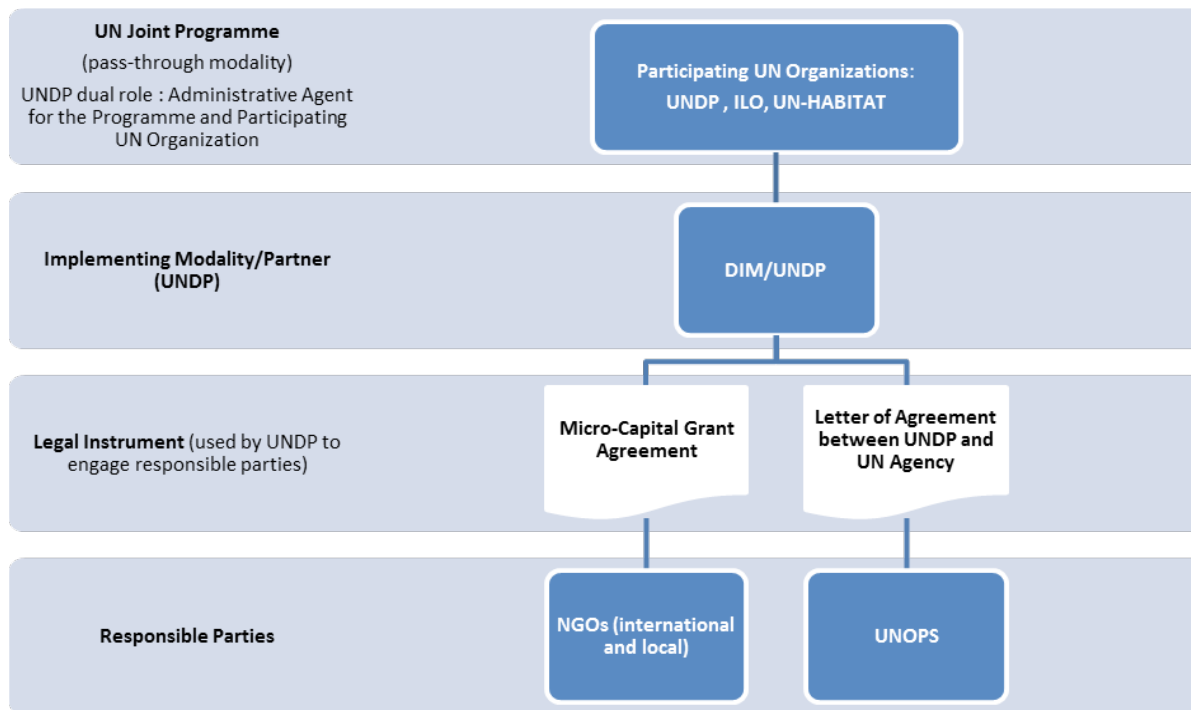 UN Joint Programme
(pass-through modality)
UNDP dual role : Administrative Agent
for the Programme and Participating
UN Organization
Participating UN Organizations:
UNDP , ILO, UN-HABITAT
Implementing Modality/Partner
(UNDP)
DIM/UNDP
Legal Instrument (used by UNDP to
engage responsible parties)
Micro-Capital Grant
Agreement
Letter of Agreement
between UNDP and
UN Agency
Responsible Parties
NGOs (international
and local)
UNOPS